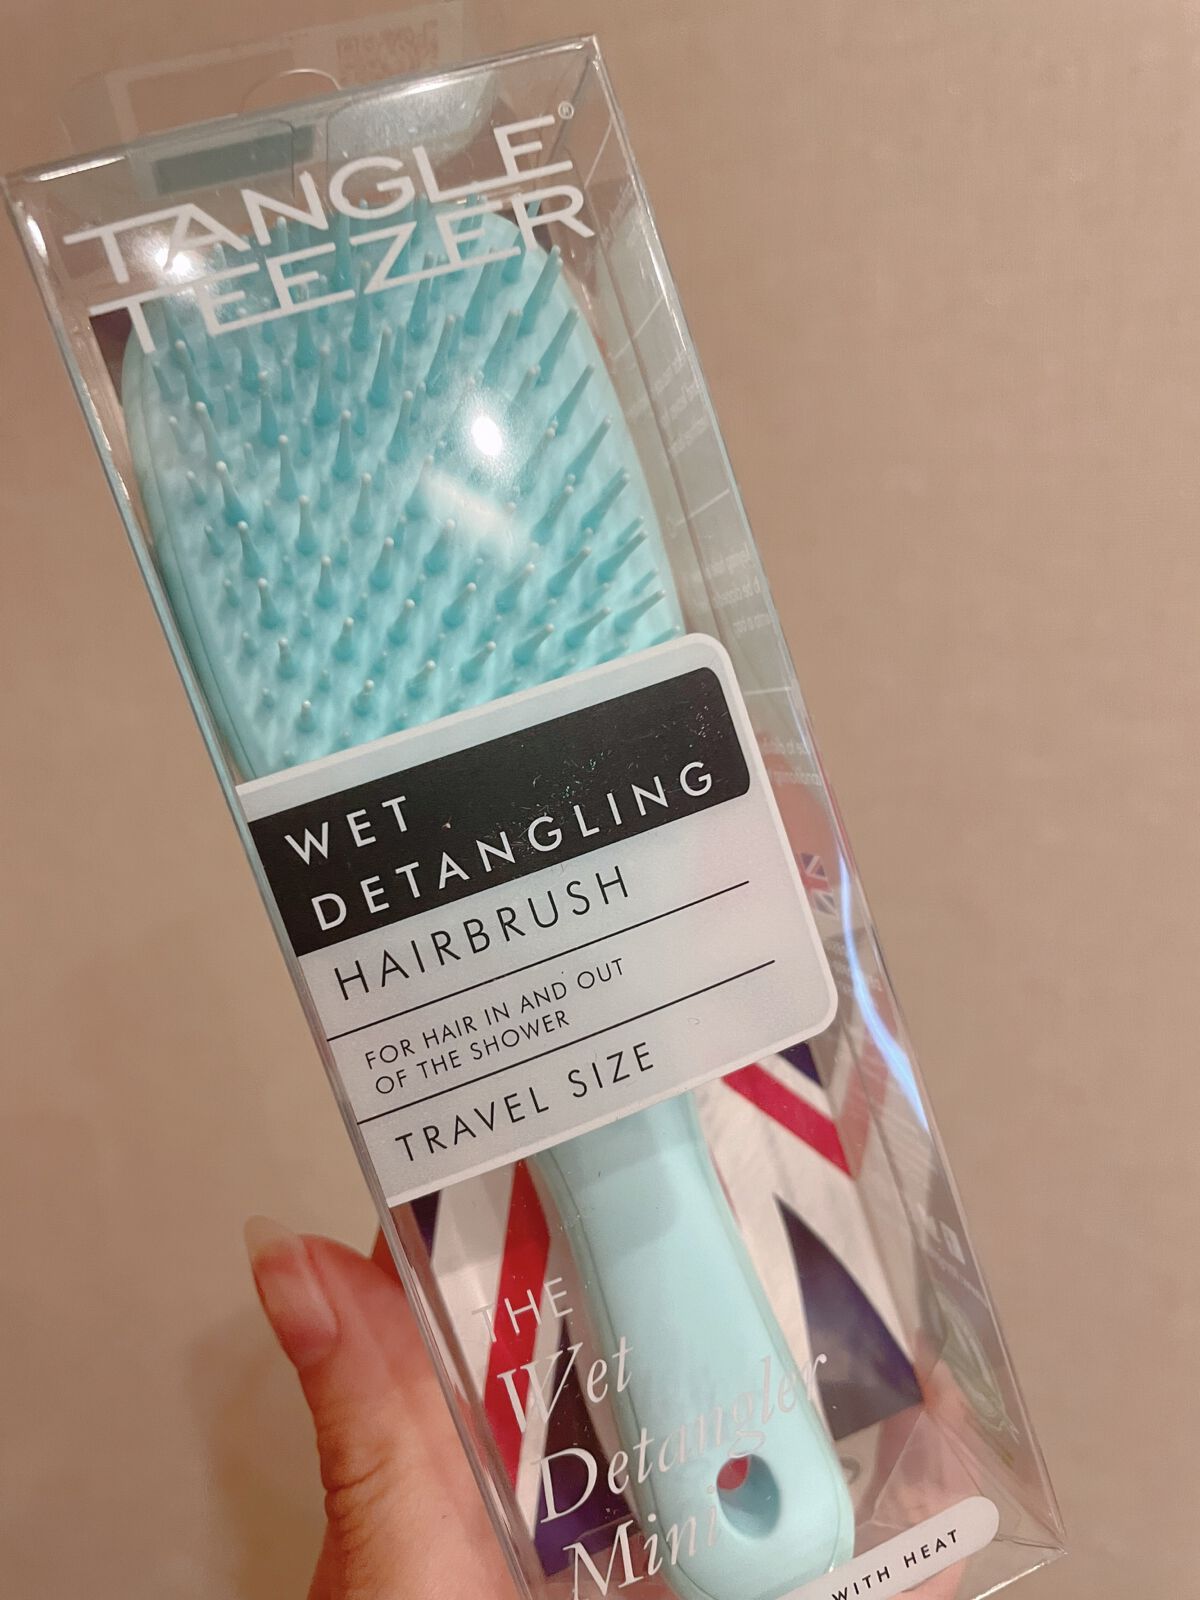 TANGLE®
TEEZER
WET
DETANGLING
HAIRBRUSH
FOR HAIR IN AND OUT
OF THE SHOWER
TRAVEL SIZE
THE
Wet
Detangler
Mini
WITH HEAT